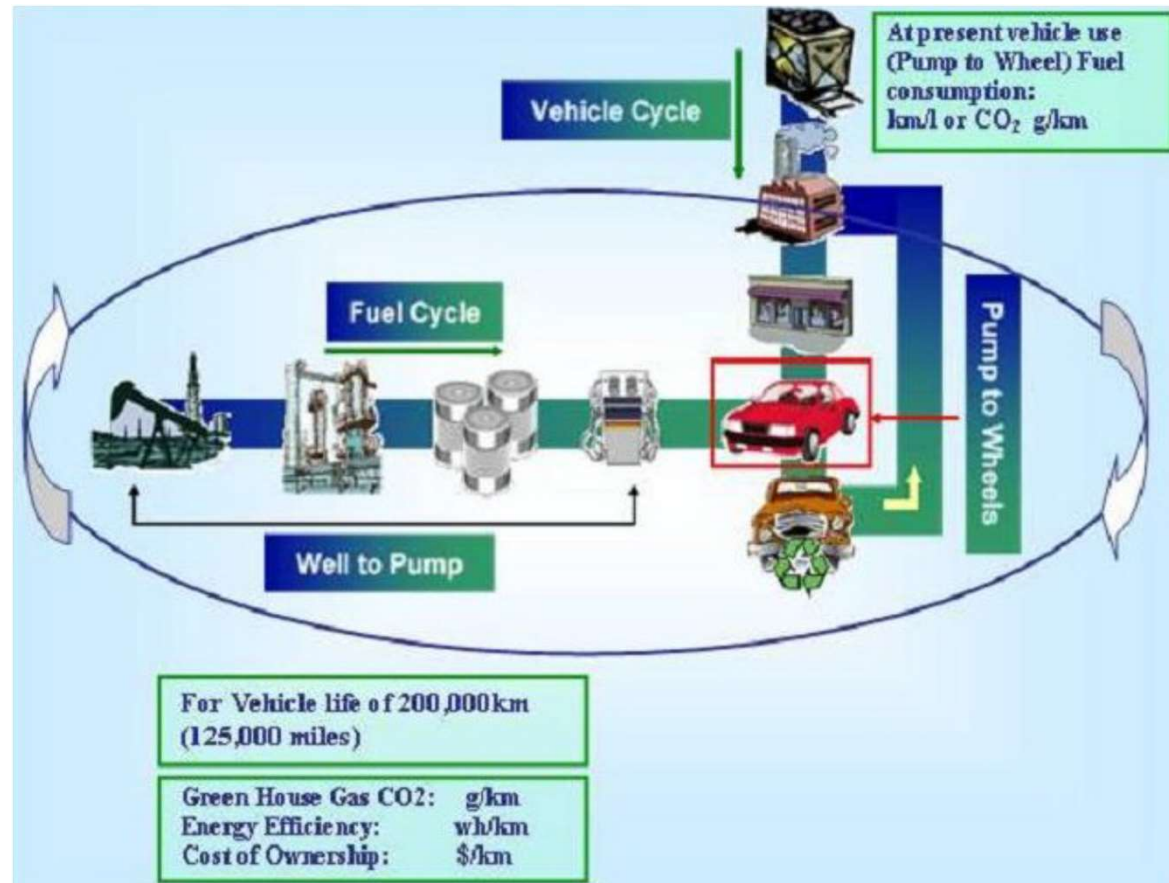 At present vehicle use
(Pump to Wheel) Fuel
consumption:
km/l or CO₂ g/km
Vehicle Cycle
Fuel Cycle
Pump to Wheels
Well to Pump
For Vehicle life of 200,000km
(125,000 miles)
Green House Gas CO2: g/km
Energy Efficiency: wh/km
Cost of Ownership: $/km